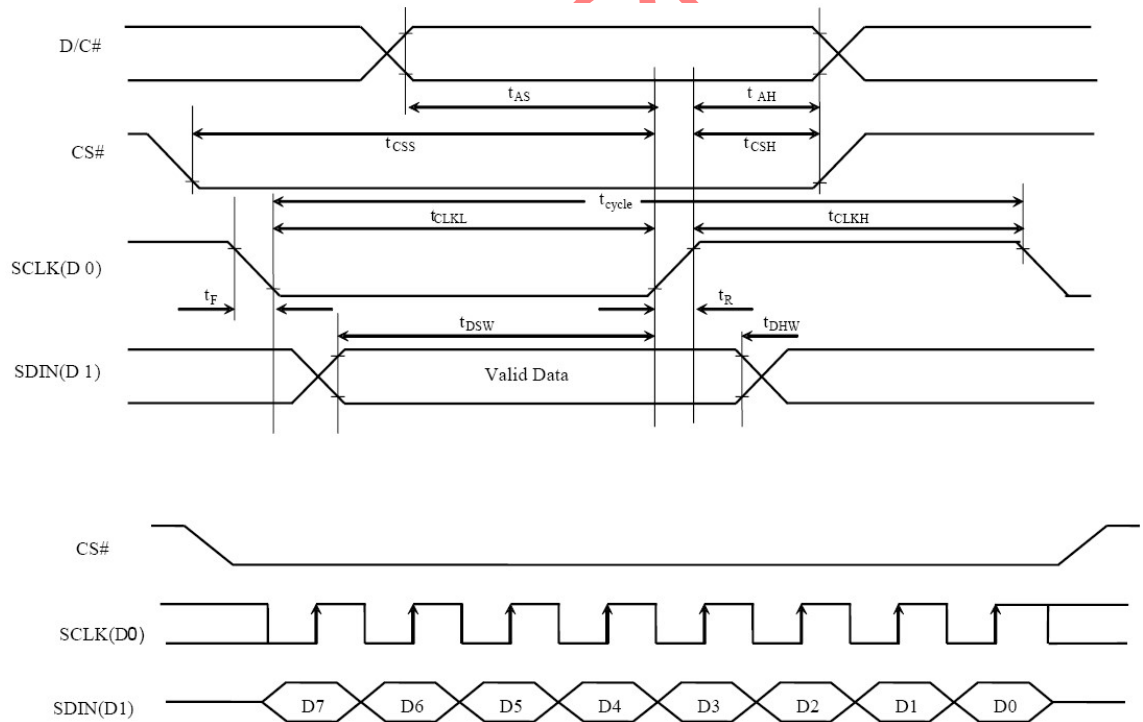 D/C#
tAS
t AH
CS#
tCSS
tCSH
tcycle
tCLKL
tCLKH
SCLK(D 0)
tF
tR
tDSW
tDHW
SDIN(D 1)
Valid Data
CS#
SCLK(D0)
SDIN(D1)
D7 D6 D5 D4 D3 D2 D1 D0